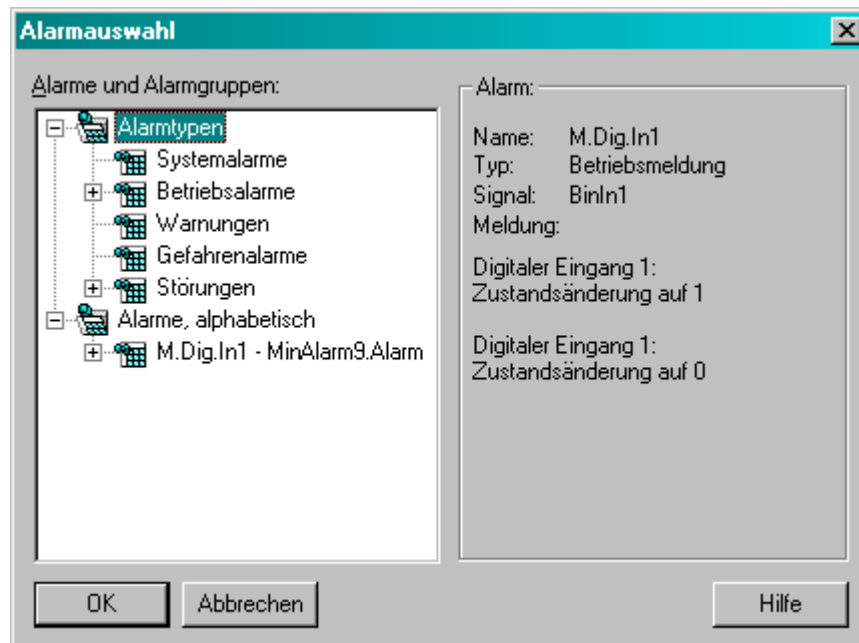 Alarmauswahl
Alarme und Alarmgruppen:
Alarmtypen
Systemalarme
Betriebsalarme
Warnungen
Gefahrenalarme
Störungen
Alarme, alphabetisch
M.Dig.In1 - MinAlarm9.Alarm
Alarm:
Name: M.Dig.In1
Typ: Betriebsmeldung
Signal: BinIn1
Meldung:
Digitaler Eingang 1:
Zustandsänderung auf 1
Digitaler Eingang 1:
Zustandsänderung auf 0
OK Abbrechen Hilfe